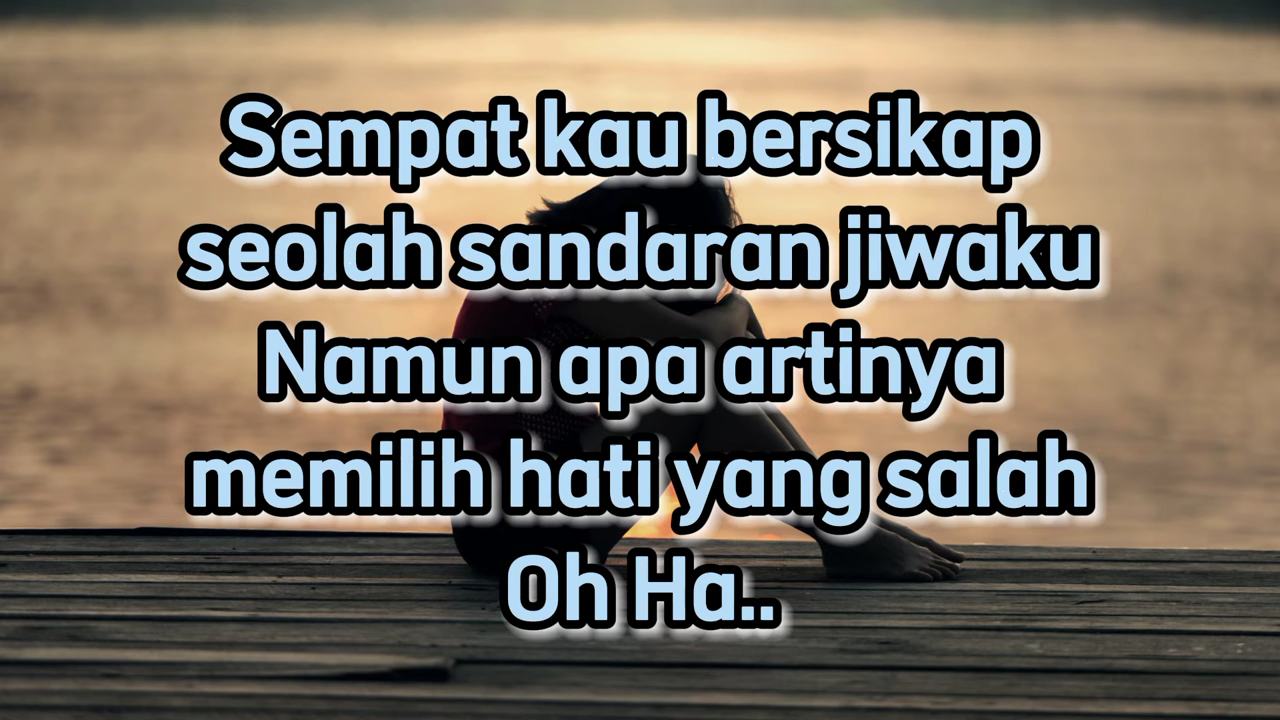 Sempat kau bersikap
seolah sandaran jiwaku
Namun apa artinya
memilih hati yang salah
Oh Ha..